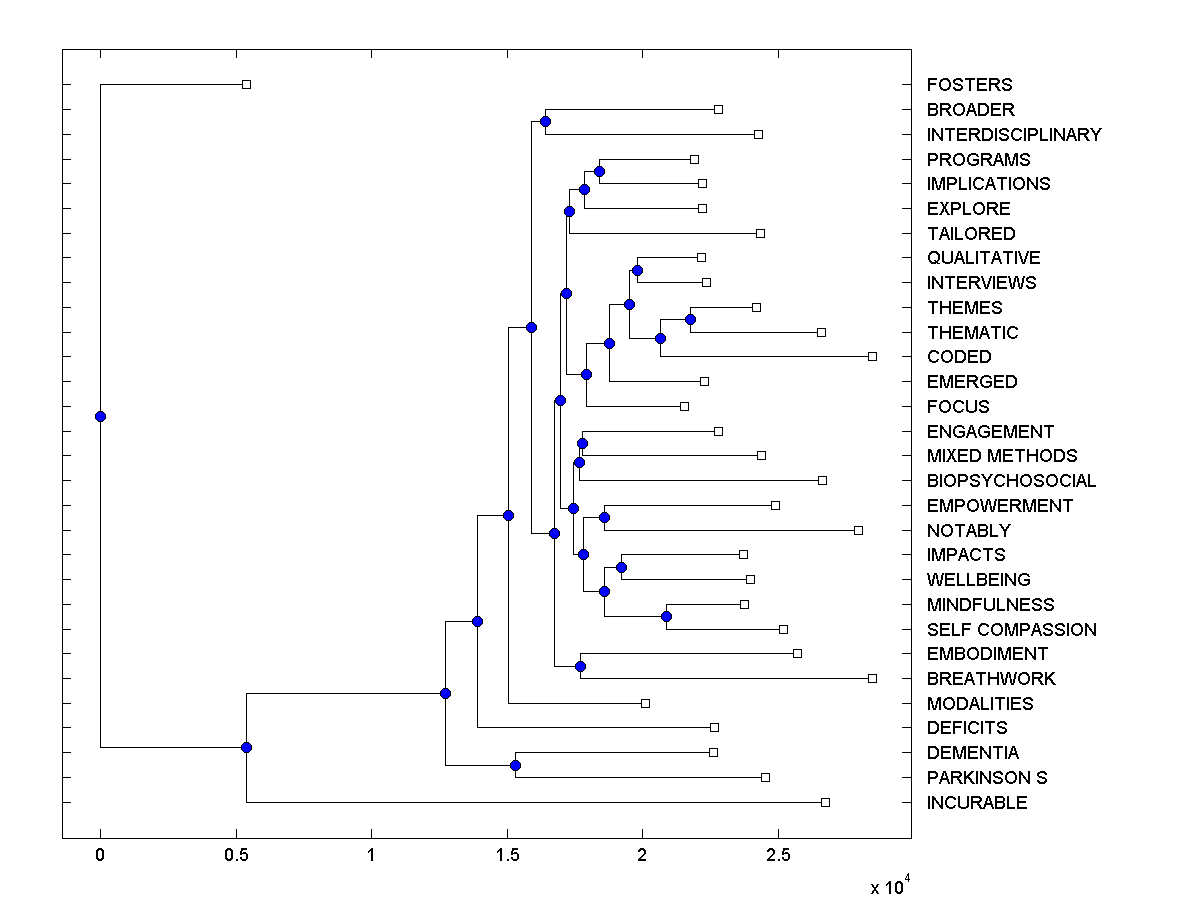 FOSTERS
BROADER
INTERDISCIPLINARY
PROGRAMS
IMPLICATIONS
EXPLORE
TAILORED
QUALITATIVE
INTERVIEWS
THEMES
THEMATIC
CODED
EMERGED
FOCUS
ENGAGEMENT
MIXED METHODS
BIOPSYCHOSOCIAL
EMPOWERMENT
NOTABLY
IMPACTS
WELLBEING
MINDFULNESS
SELF COMPASSION
EMBODIMENT
BREATHWORK
MODALITIES
DEFICITS
DEMENTIA
PARKINSON S
INCURABLE
0 0.5 1 1.5 2 2.5
x 10^4